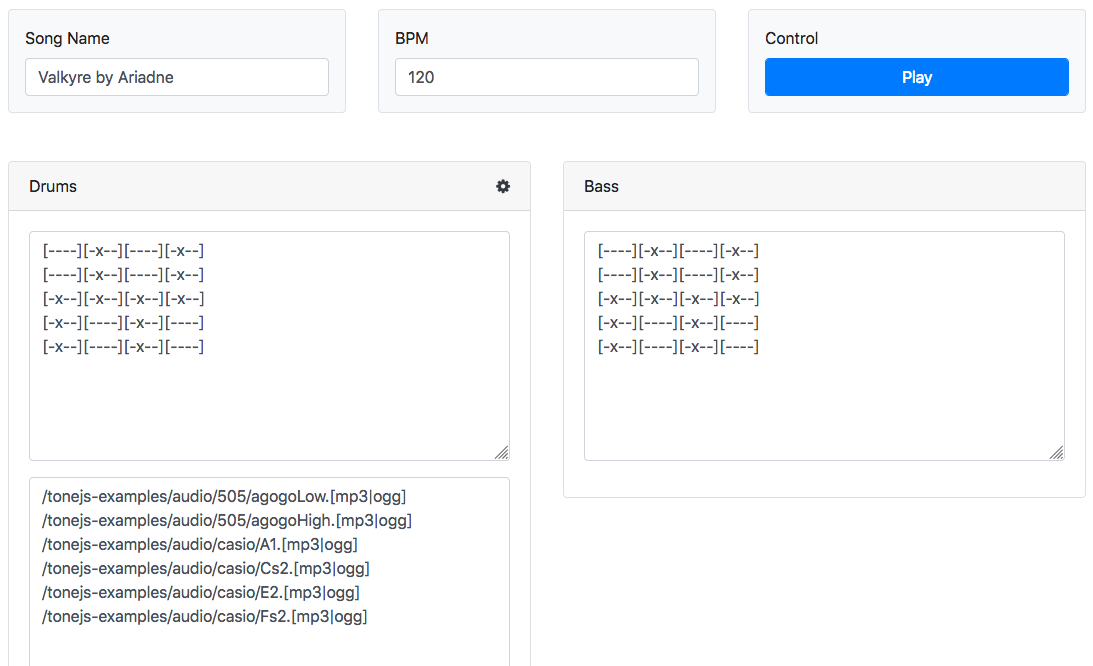 Song Name
BPM
Control
Valkyre by Ariadne
120
Play
Drums
Bass
[----][-x--][----][-x--]
[----][-x--][----][-x--]
[-x--][-x--][-x--][-x--]
[-x--][----][-x--][----]
[-x--][----][-x--][----]
[----][-x--][----][-x--]
[----][-x--][----][-x--]
[-x--][-x--][-x--][-x--]
[-x--][----][-x--][----]
[-x--][----][-x--][----]
/tonejs-examples/audio/505/agogoLow.[mp3|ogg]
/tonejs-examples/audio/505/agogoHigh.[mp3|ogg]
/tonejs-examples/audio/casio/A1.[mp3|ogg]
/tonejs-examples/audio/casio/Cs2.[mp3|ogg]
/tonejs-examples/audio/casio/E2.[mp3|ogg]
/tonejs-examples/audio/casio/Fs2.[mp3|ogg]